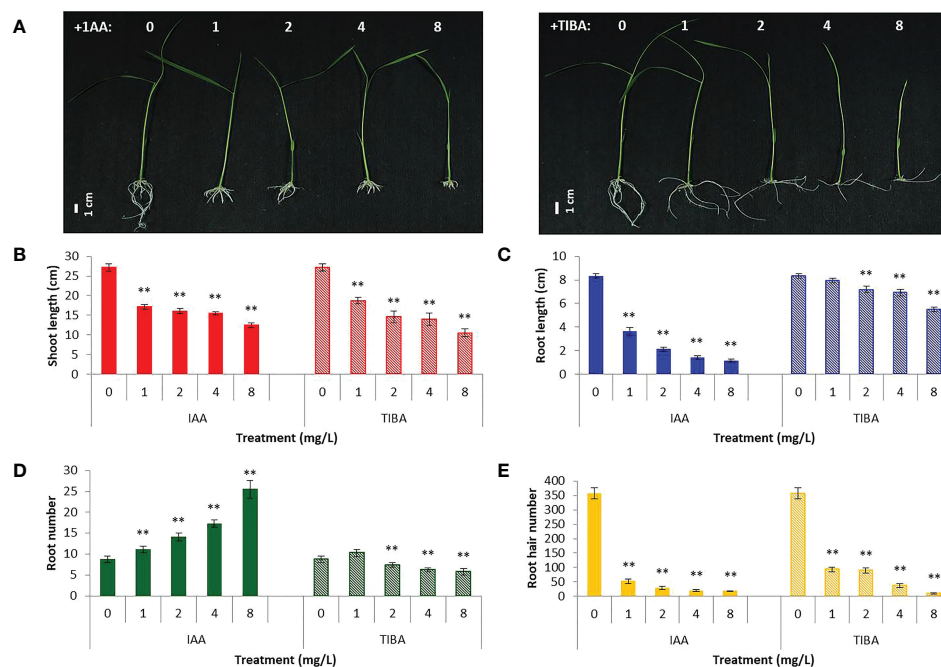 A
+1AA: 0 1 2 4 8
1 cm
+TIBA: 0 1 2 4 8
1 cm
B
Shoot length (cm)
30
25
20
15
10
5
0
** ** ** ** ** ** ** **
0 1 2 4 8 0 1 2 4 8
IAA TIBA
Treatment (mg/L)
C
Root length (cm)
10
8
6
4
2
0
** ** ** ** ** ** **
0 1 2 4 8 0 1 2 4 8
IAA TIBA
Treatment (mg/L)
D
Root number
30
25
20
15
10
5
0
** ** ** ** ** ** **
0 1 2 4 8 0 1 2 4 8
IAA TIBA
Treatment (mg/L)
E
Root hair number
400
350
300
250
200
150
100
50
0
** ** ** ** ** ** ** **
0 1 2 4 8 0 1 2 4 8
IAA TIBA
Treatment (mg/L)